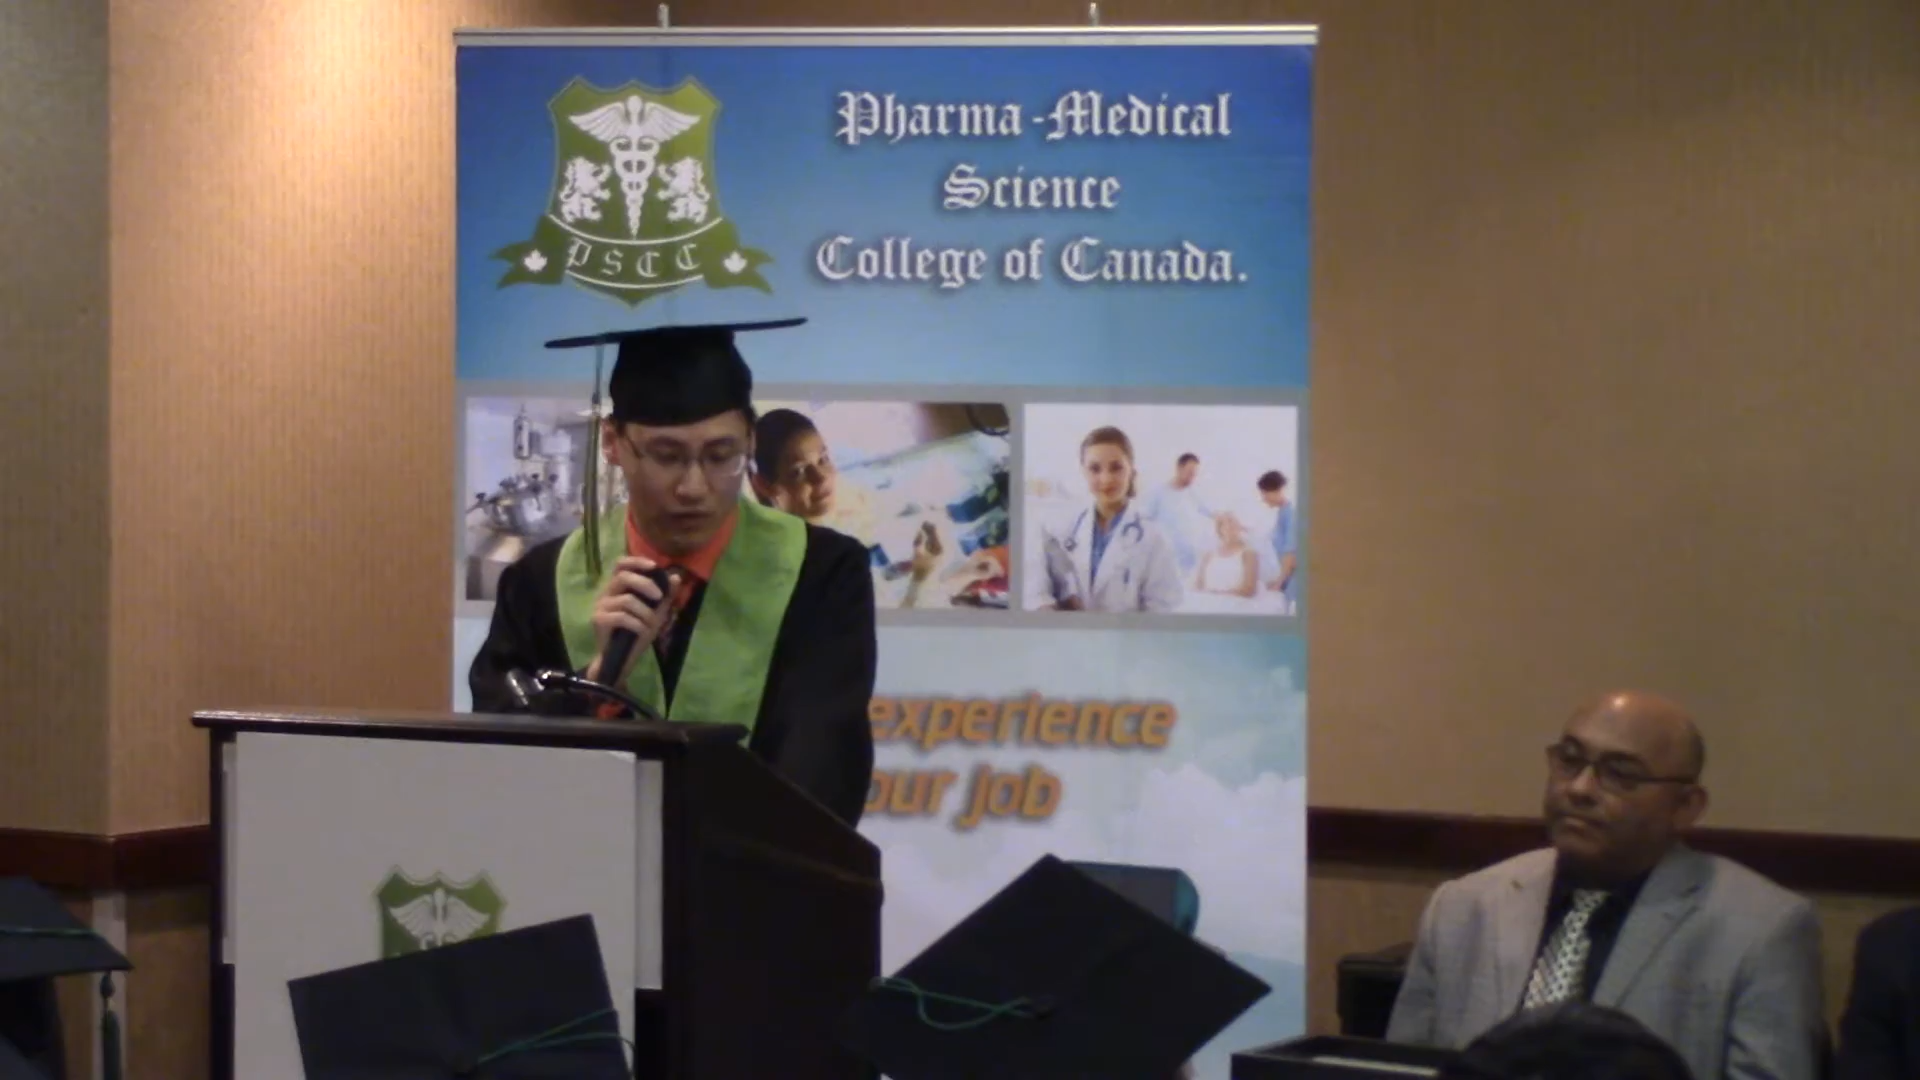 Pharma-Medical
Science
College of Canada.
PSCC
experience
our job